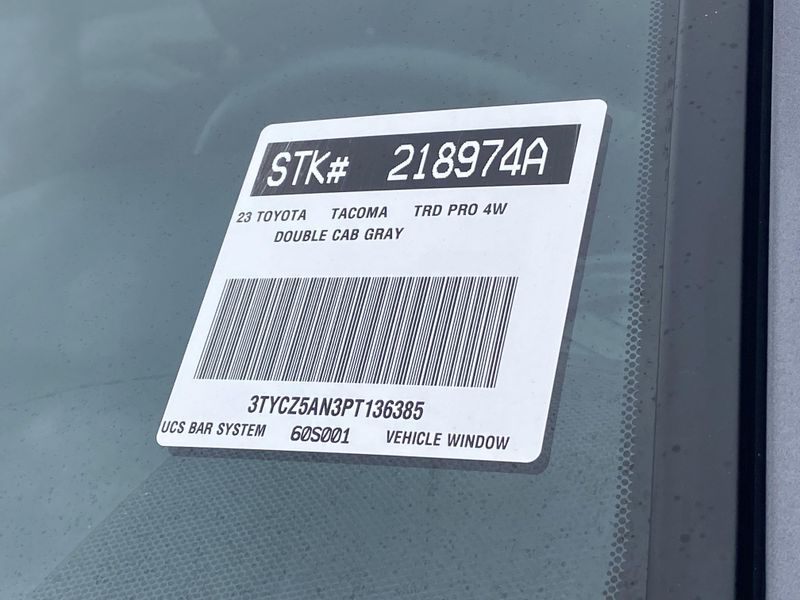 STK# 218974A
23 TOYOTA TACOMA TRD PRO 4W
DOUBLE CAB GRAY
3TYCZ5AN3PT136385
UCS BAR SYSTEM 60S001 VEHICLE WINDOW